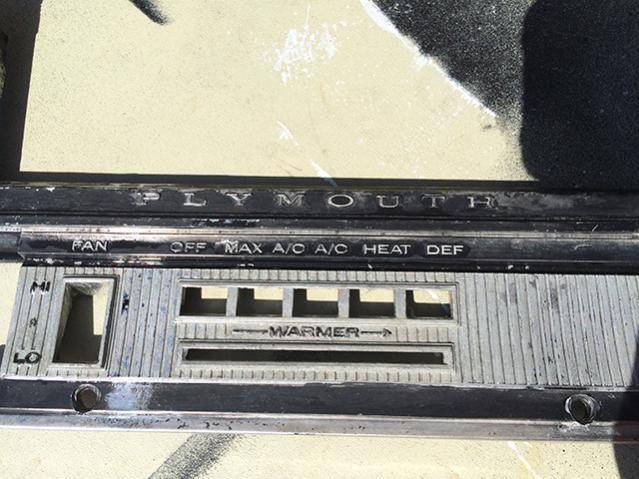 PLYMOUTH
FAN OFF MAX A/C A/C HEAT DEF
HI
WARMER
LO